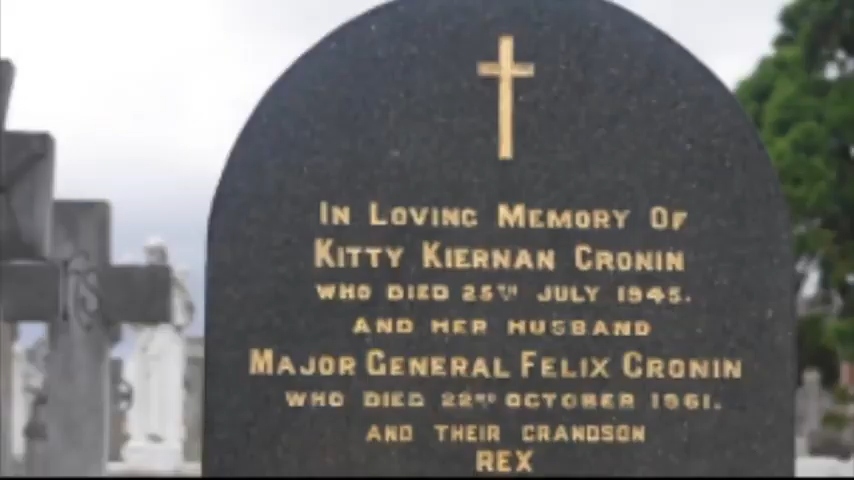 In Loving Memory Of
Kitty Kiernan Cronin
WHO DIED 25TH JULY 1945.
AND HER HUSBAND
Major General Felix Cronin
WHO DIED 22ND OCTOBER 1961.
AND THEIR GRANDSON
REX